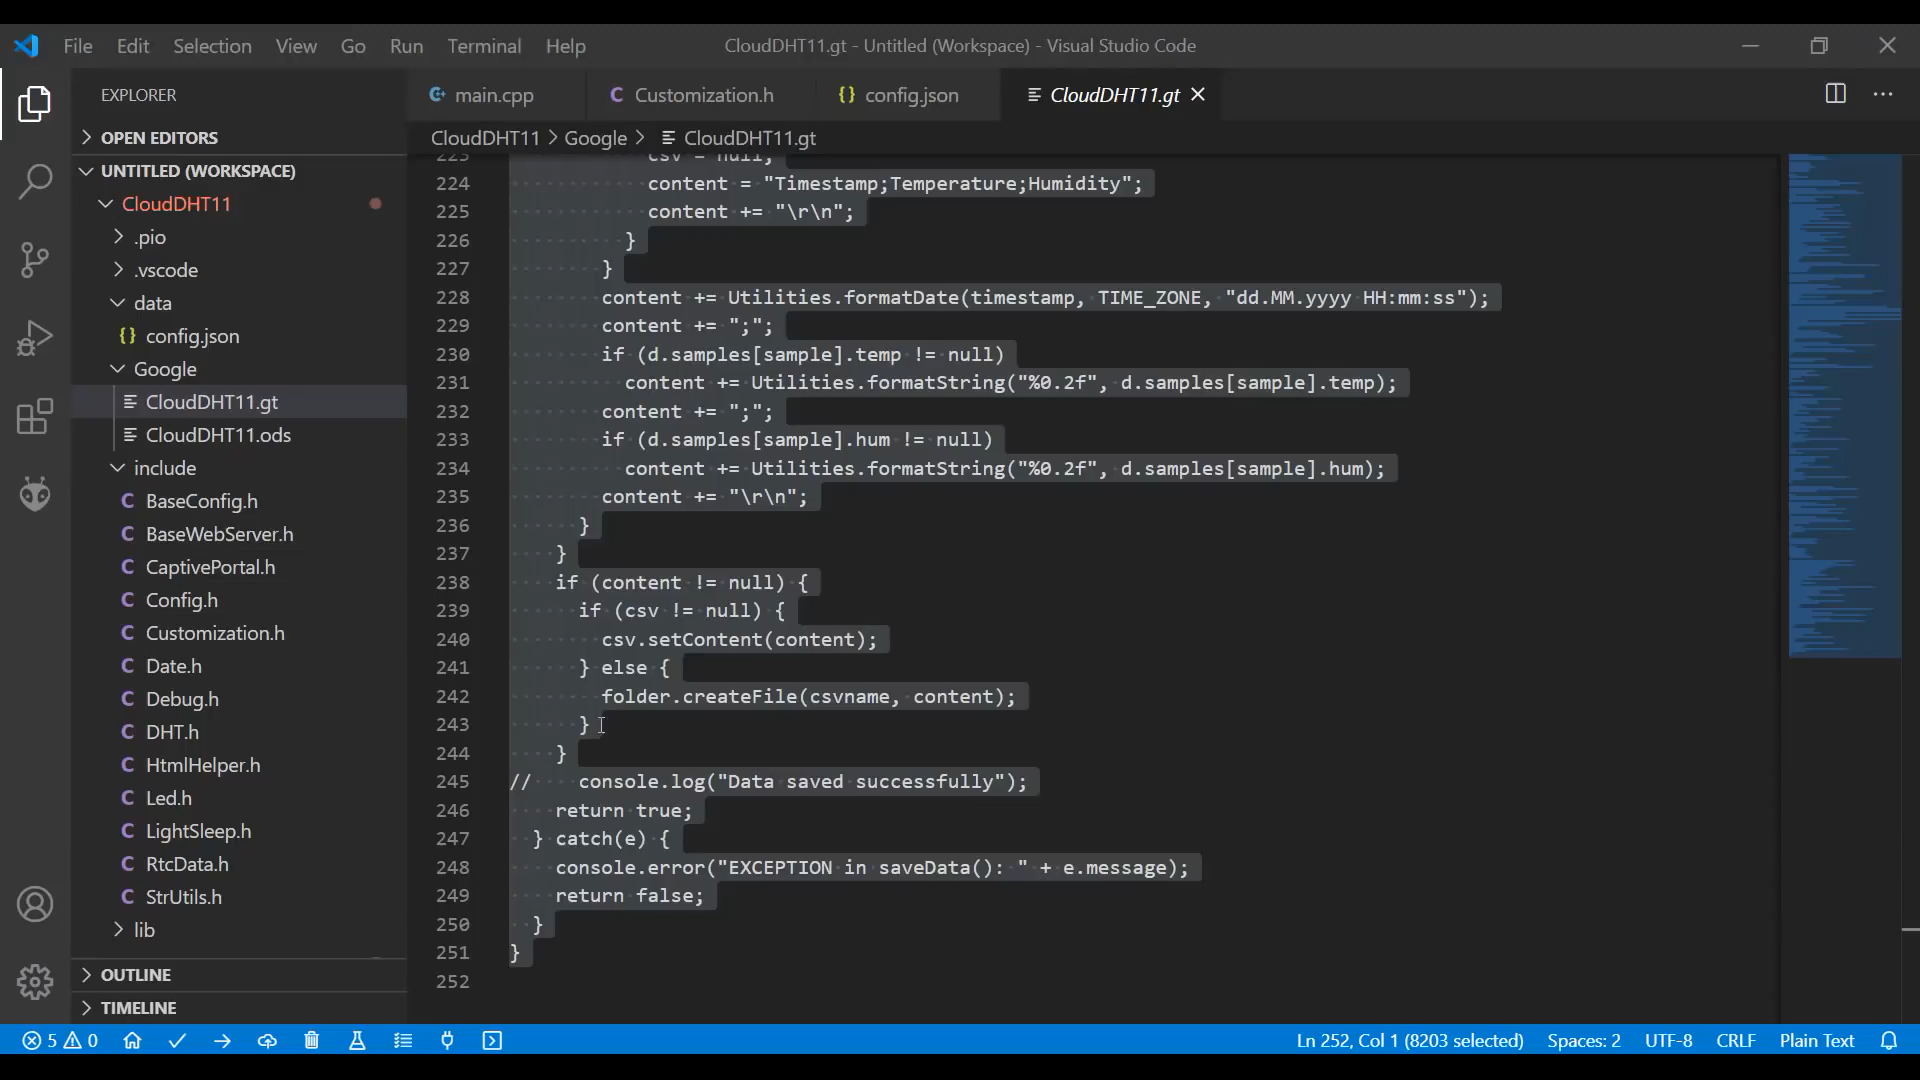 File Edit Selection View Go Run Terminal Help
CloudDHT11.gt - Untitled (Workspace) - Visual Studio Code
EXPLORER
OPEN EDITORS
UNTITLED (WORKSPACE)
CloudDHT11
.pio
.vscode
data
config.json
Google
CloudDHT11.gt
CloudDHT11.ods
include
BaseConfig.h
BaseWebServer.h
CaptivePortal.h
Config.h
Customization.h
Date.h
Debug.h
DHT.h
HtmlHelper.h
Led.h
LightSleep.h
RtcData.h
StrUtils.h
lib
OUTLINE
TIMELINE
main.cpp Customization.h config.json CloudDHT11.gt
CloudDHT11 > Google > CloudDHT11.gt
223 csv = null;
224 content = "Timestamp;Temperature;Humidity";
225 content += "\r\n";
226 }
227 }
228 content += Utilities.formatDate(timestamp, TIME_ZONE, "dd.MM.yyyy HH:mm:ss");
229 content += ";";
230 if (d.samples[sample].temp != null)
231 content += Utilities.formatString("%0.2f", d.samples[sample].temp);
232 content += ";";
233 if (d.samples[sample].hum != null)
234 content += Utilities.formatString("%0.2f", d.samples[sample].hum);
235 content += "\r\n";
236 }
237 }
238 if (content != null) {
239 if (csv != null) {
240 csv.setContent(content);
241 } else {
242 folder.createFile(csvname, content);
243 }
244 }
245 // console.log("Data saved successfully");
246 return true;
247 } catch(e) {
248 console.error("EXCEPTION in saveData(): " + e.message);
249 return false;
250 }
251 }
252
5 0 Ln 252, Col 1 (8203 selected) Spaces: 2 UTF-8 CRLF Plain Text